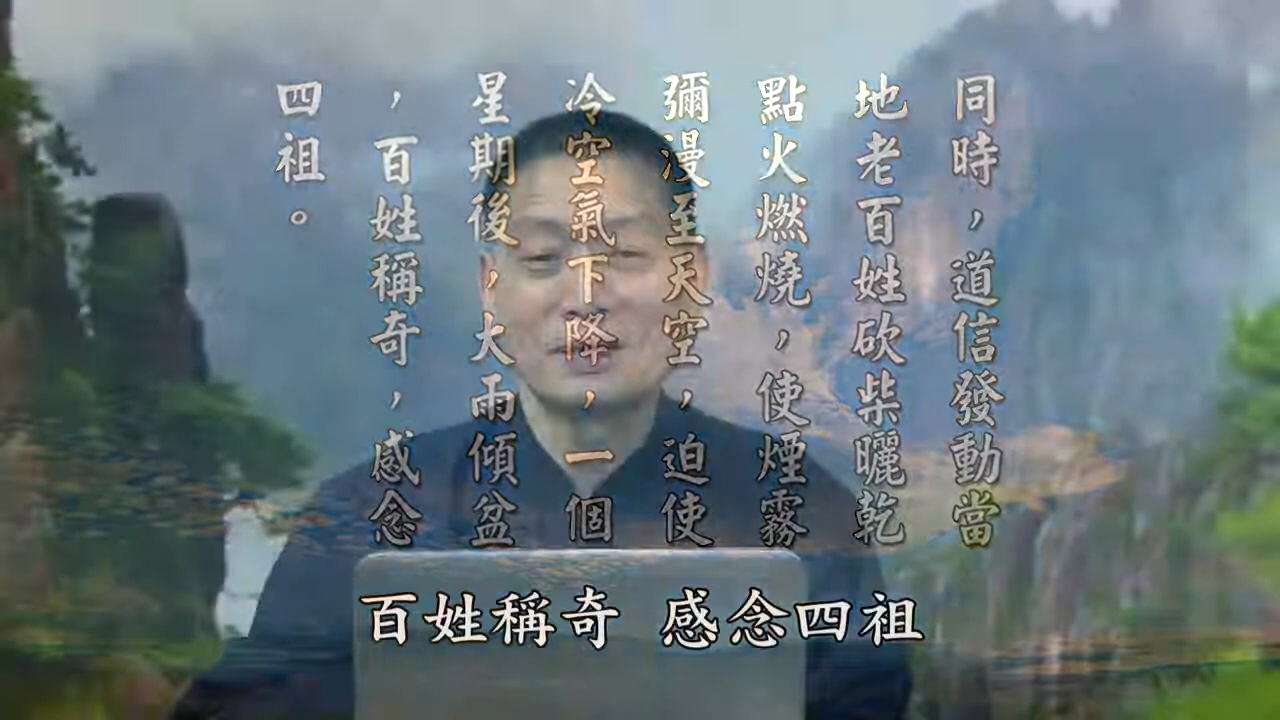 同時，道信發動當
地老百姓砍柴曬乾
點火燃燒，使煙霧
彌漫至天空，迫使
冷空氣下降，一個
星期後，大雨傾盆
，百姓稱奇，感念
四祖。
百姓稱奇 感念四祖